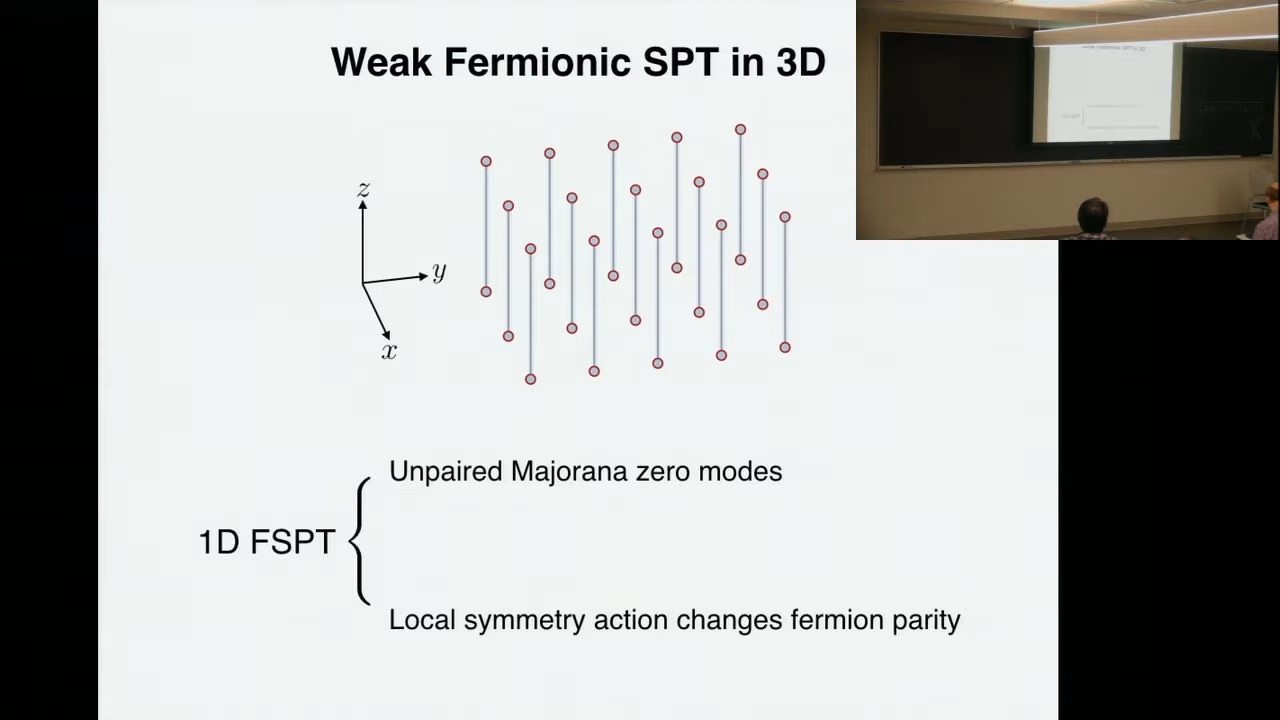 Weak Fermionic SPT in 3D
z
y
x
Unpaired Majorana zero modes
1D FSPT
Local symmetry action changes fermion parity